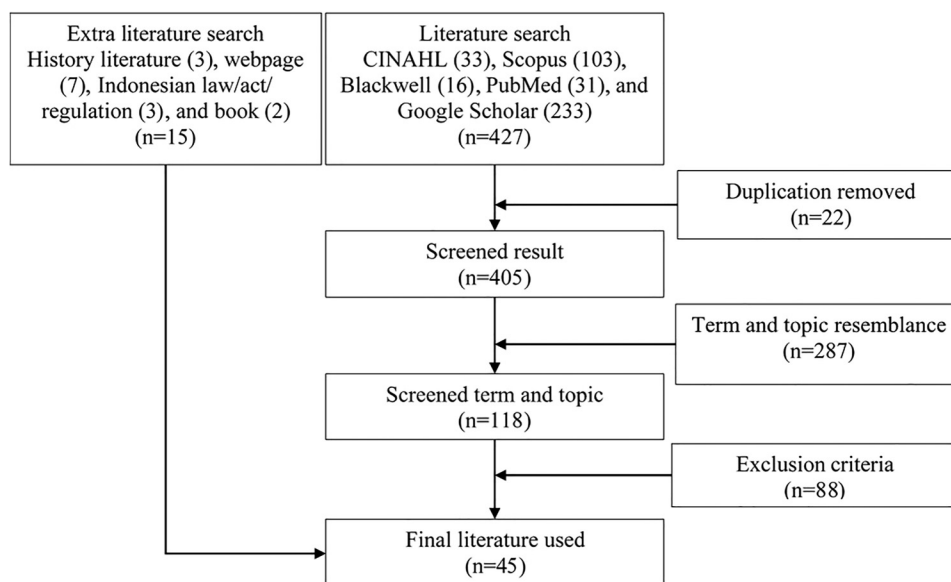 Extra literature search
History literature (3), webpage
(7), Indonesian law/act/
regulation (3), and book (2)
(n=15)
Literature search
CINAHL (33), Scopus (103),
Blackwell (16), PubMed (31), and
Google Scholar (233)
(n=427)
Duplication removed
(n=22)
Screened result
(n=405)
Term and topic resemblance
(n=287)
Screened term and topic
(n=118)
Exclusion criteria
(n=88)
Final literature used
(n=45)